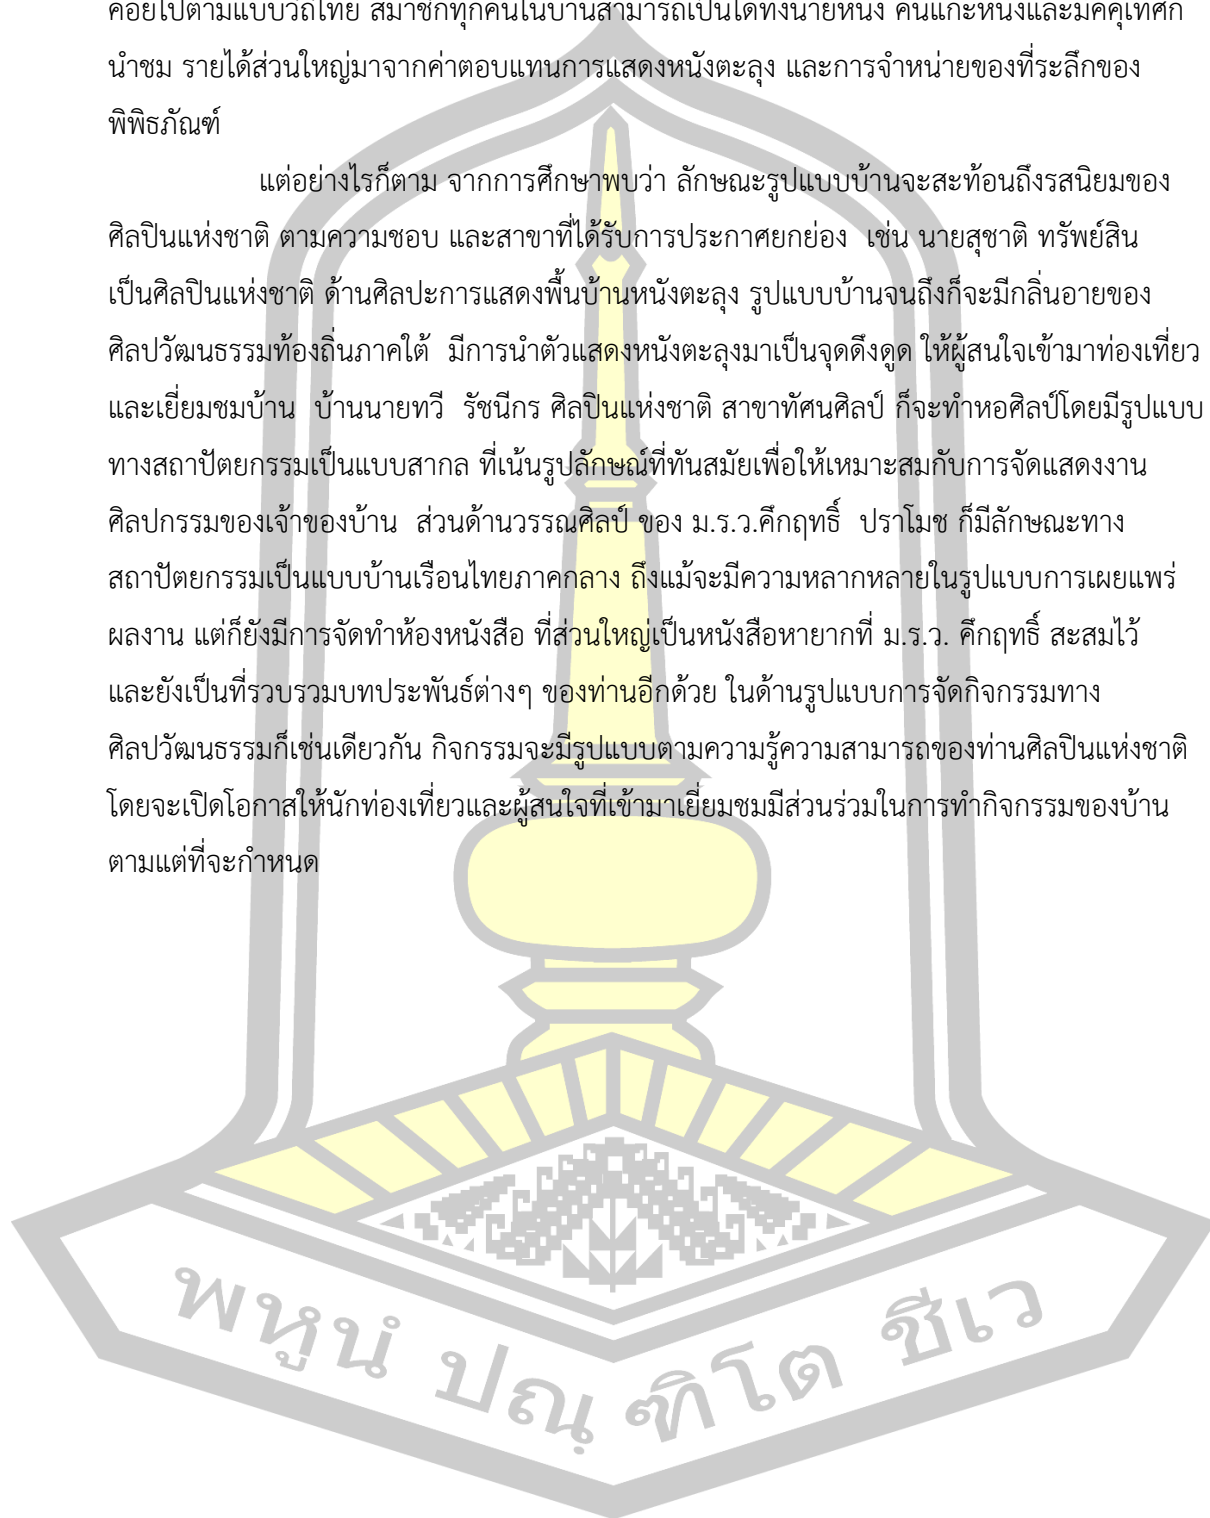 คอยไปตามแบบวิถีไทย สมาชิกทุกคนในบ้านสามารถเป็นได้ทั้งนายหนัง คนแกะหนังและมัคคุเทศก์
นำชม รายได้ส่วนใหญ่มาจากค่าตอบแทนการแสดงหนังตะลุง และการจำหน่ายของที่ระลึกของ
พิพิธภัณฑ์
แต่อย่างไรก็ตาม จากการศึกษาพบว่า ลักษณะรูปแบบบ้านจะสะท้อนถึงรสนิยมของ
ศิลปินแห่งชาติ ตามความชอบ และสาขาที่ได้รับการประกาศยกย่อง เช่น นายสุชาติ ทรัพย์สิน
เป็นศิลปินแห่งชาติ ด้านศิลปะการแสดงพื้นบ้านหนังตะลุง รูปแบบบ้านจนถึงก็จะมีกลิ่นอายของ
ศิลปวัฒนธรรมท้องถิ่นภาคใต้ มีการนำตัวแสดงหนังตะลุงมาเป็นจุดดึงดูด ให้ผู้สนใจเข้ามาท่องเที่ยว
และเยี่ยมชมบ้าน บ้านนายทวี รัชนีกร ศิลปินแห่งชาติ สาขาทัศนศิลป์ ก็จะทำหอศิลป์โดยมีรูปแบบ
ทางสถาปัตยกรรมเป็นแบบสากล ที่เน้นรูปลักษณ์ที่ทันสมัยเพื่อให้เหมาะสมกับการจัดแสดงงาน
ศิลปกรรมของเจ้าของบ้าน ส่วนด้านวรรณศิลป์ ของ ม.ร.ว.คึกฤทธิ์ ปราโมช ก็มีลักษณะทาง
สถาปัตยกรรมเป็นแบบบ้านเรือนไทยภาคกลาง ถึงแม้จะมีความหลากหลายในรูปแบบการเผยแพร่
ผลงาน แต่ก็ยังมีการจัดทำห้องหนังสือ ที่ส่วนใหญ่เป็นหนังสือหายากที่ ม.ร.ว. คึกฤทธิ์ สะสมไว้
และยังเป็นที่รวบรวมบทประพันธ์ต่างๆ ของท่านอีกด้วย ในด้านรูปแบบการจัดกิจกรรมทาง
ศิลปวัฒนธรรมก็เช่นเดียวกัน กิจกรรมจะมีรูปแบบตามความรู้ความสามารถของท่านศิลปินแห่งชาติ
โดยจะเปิดโอกาสให้นักท่องเที่ยวและผู้สนใจที่เข้ามาเยี่ยมชมมีส่วนร่วมในการทำกิจกรรมของบ้าน
ตามแต่ที่จะกำหนด
พหูนํ ปณฺฑิโต ชีเว